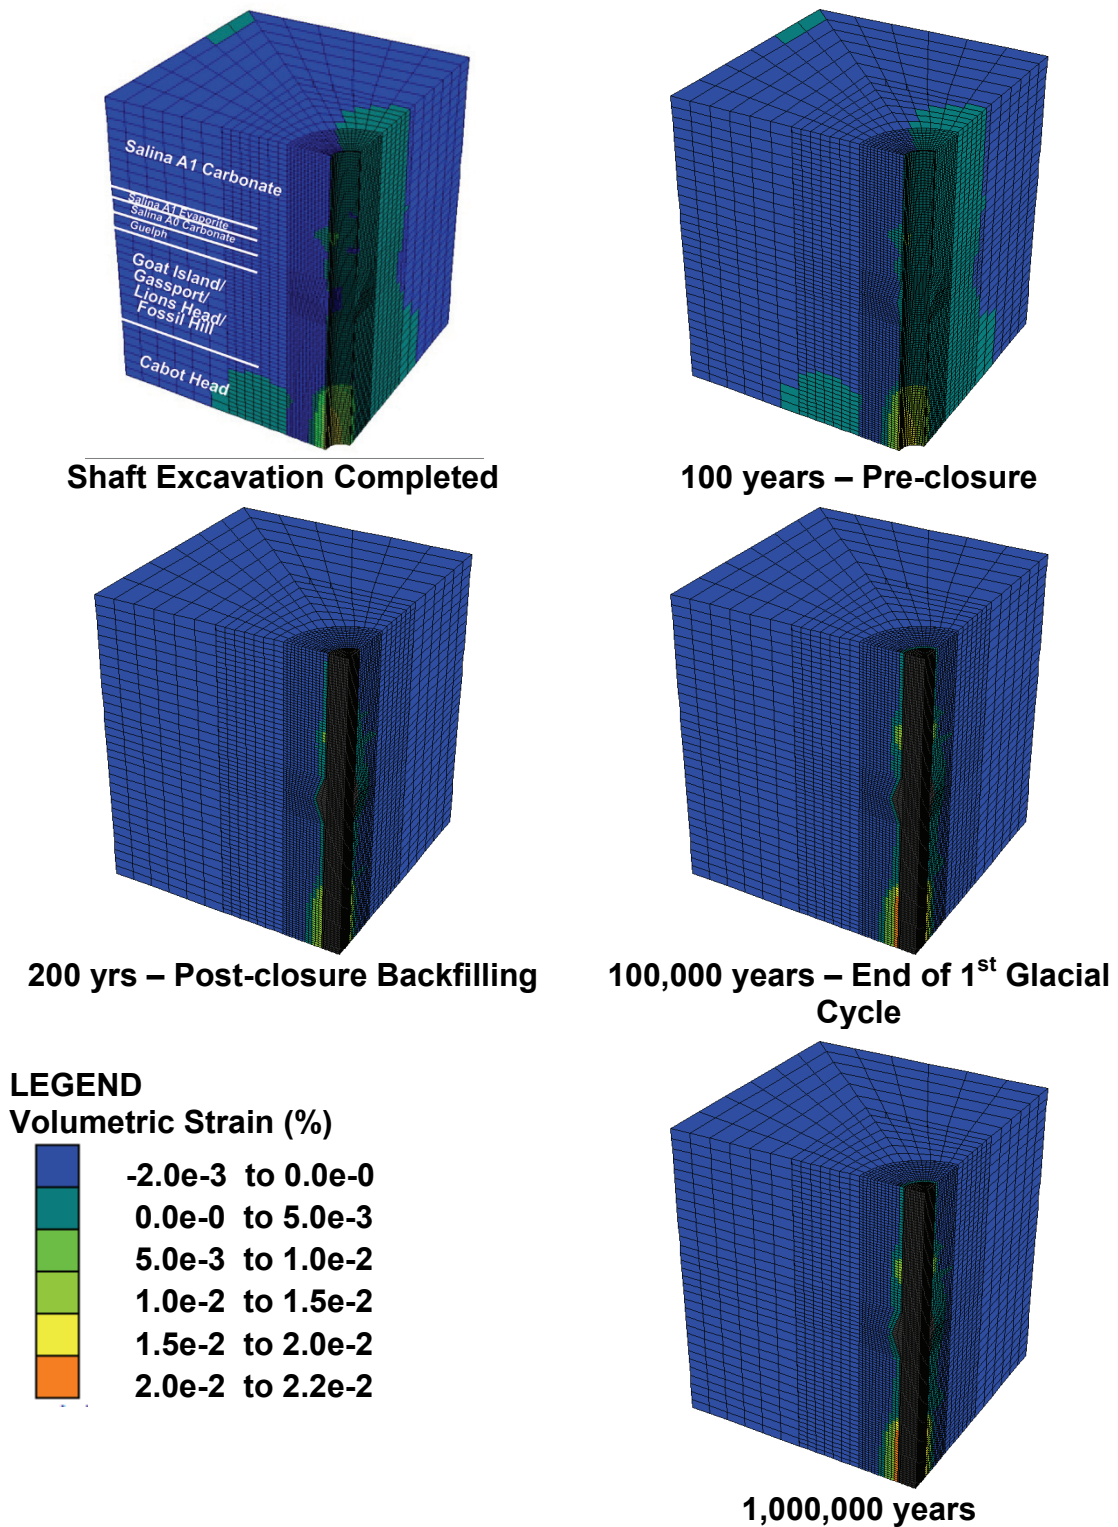 Salina A1 Carbonate
Salina A1 Evaporite
Salina A0 Carbonate
Guelph
Goat Island/
Gassport/
Lions Head/
Fossil Hill
Cabot Head
Shaft Excavation Completed
100 years – Pre-closure
200 yrs – Post-closure Backfilling
100,000 years – End of 1st Glacial
Cycle
LEGEND
Volumetric Strain (%)
-2.0e-3 to 0.0e-0
0.0e-0 to 5.0e-3
5.0e-3 to 1.0e-2
1.0e-2 to 1.5e-2
1.5e-2 to 2.0e-2
2.0e-2 to 2.2e-2
1,000,000 years